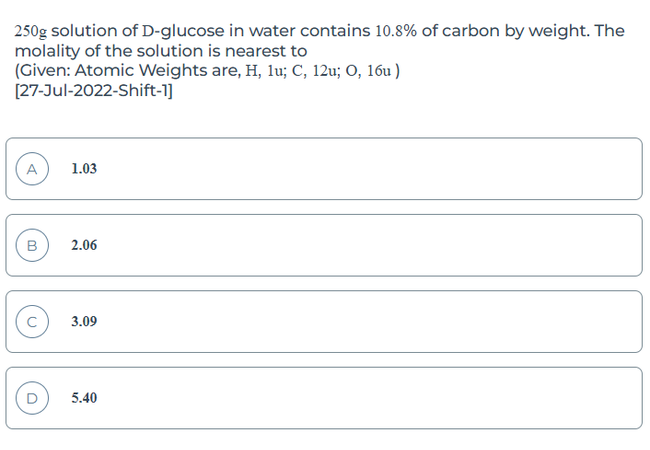 250g solution of D-glucose in water contains 10.8% of carbon by weight. The
molality of the solution is nearest to
(Given: Atomic Weights are, H, 1u; C, 12u; O, 16u )
[27-Jul-2022-Shift-1]
A 1.03
B 2.06
C 3.09
D 5.40